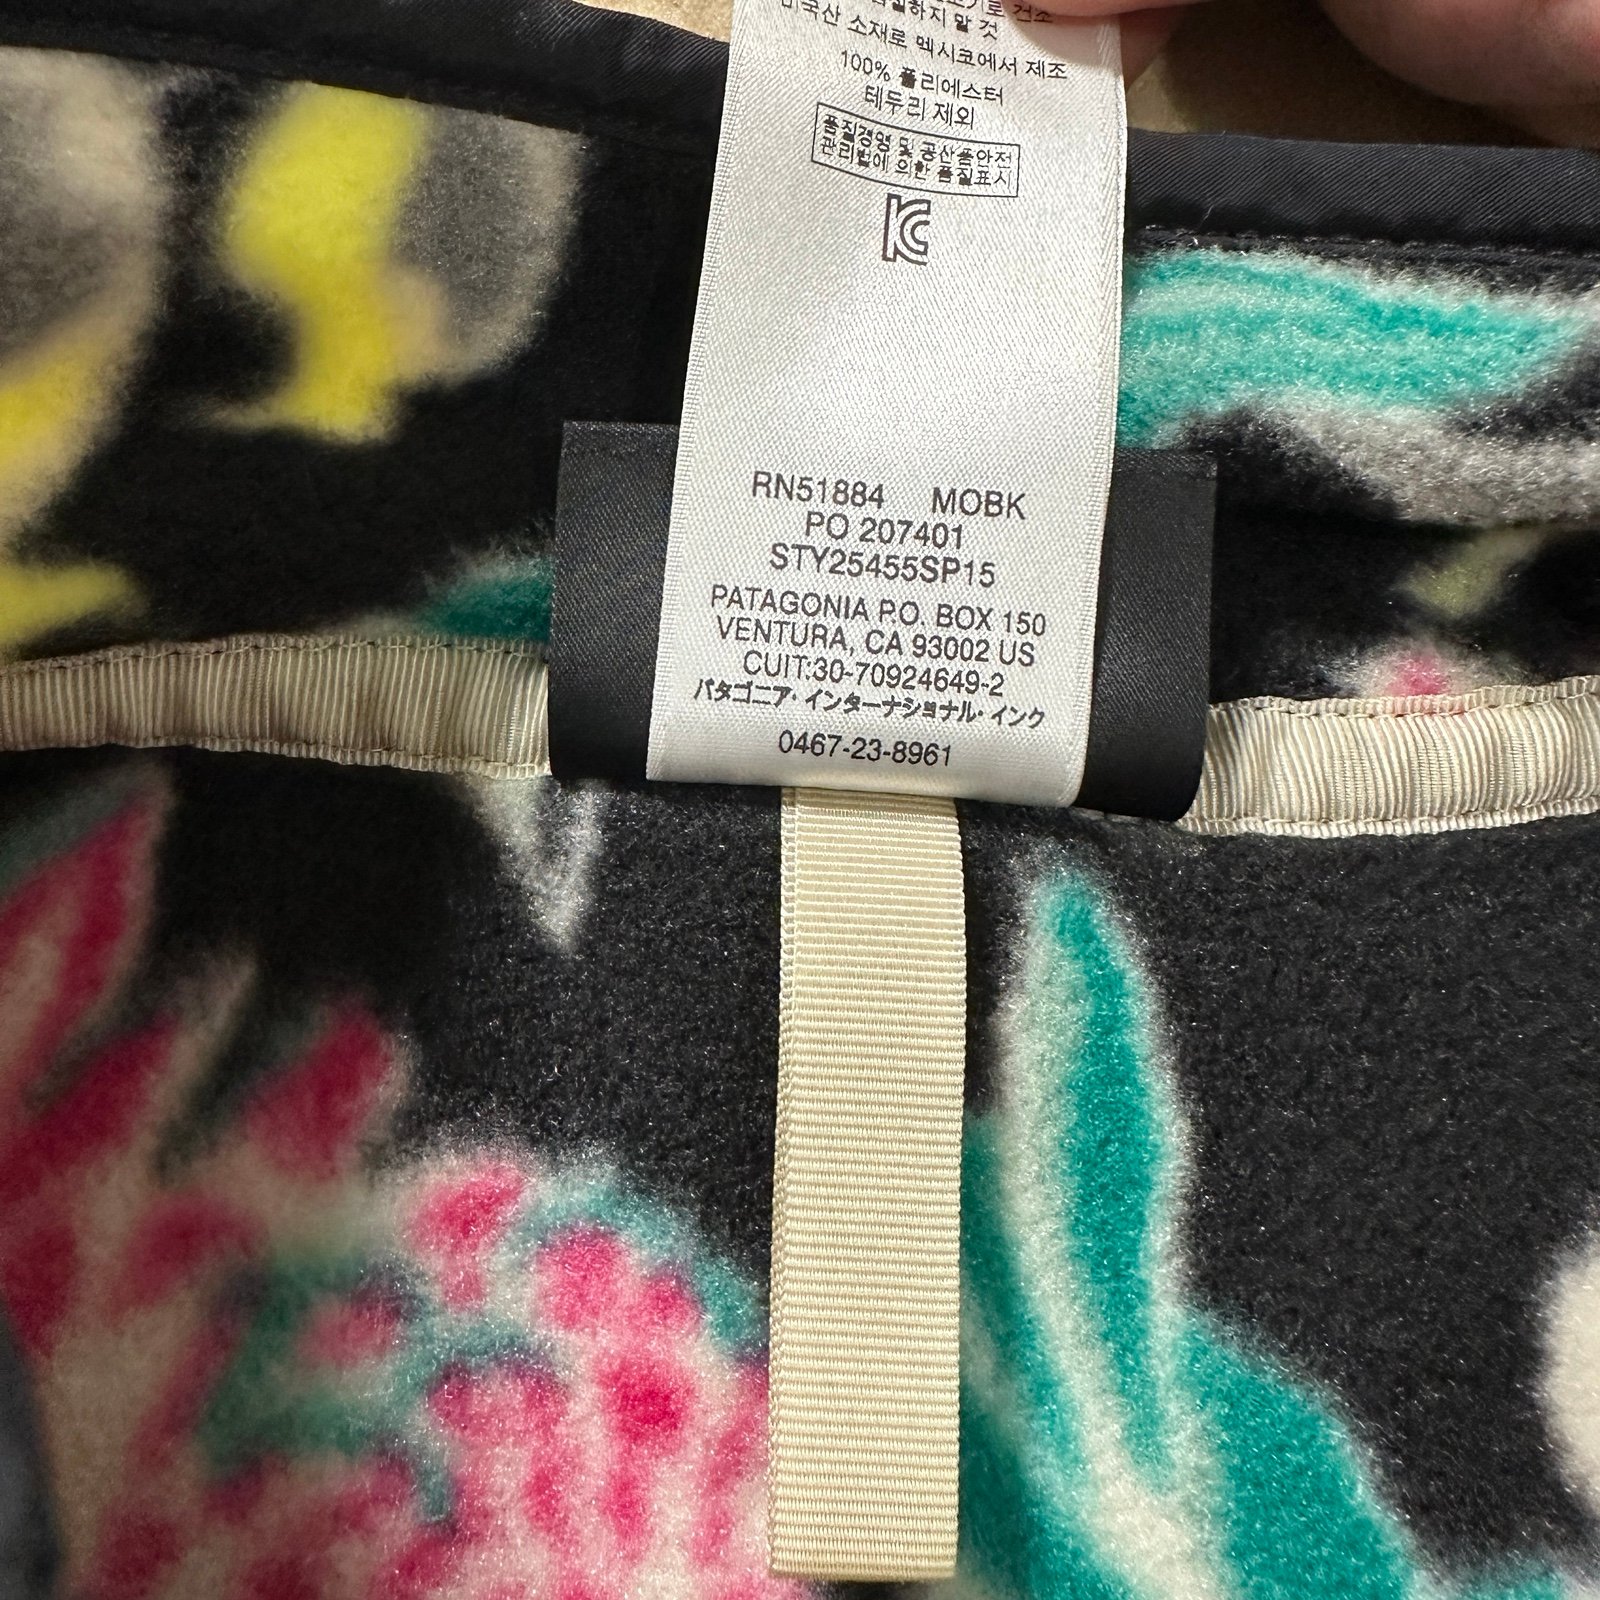 하지 말 것
미국산 소재로 멕시코에서 제조
100% 폴리에스터
테두리 제외
품질경영 및 공산품안전
관리법에 의한 품질표시
RN51884 MOBK
PO 207401
STY25455SP15
PATAGONIA P.O. BOX 150
VENTURA, CA 93002 US
CUIT:30-70924649-2
パタゴニア・インターナショナル・インク
0467-23-8961